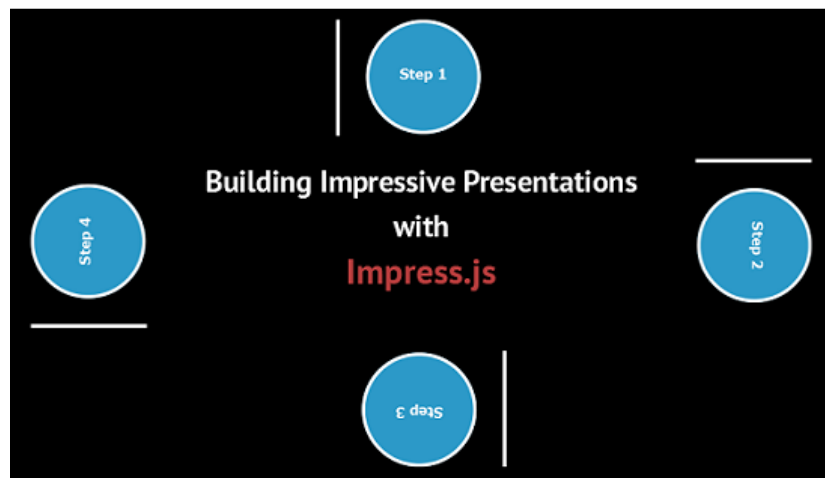 Step 1
Building Impressive Presentations
with
Impress.js
Step 4
Step 2
Step 3